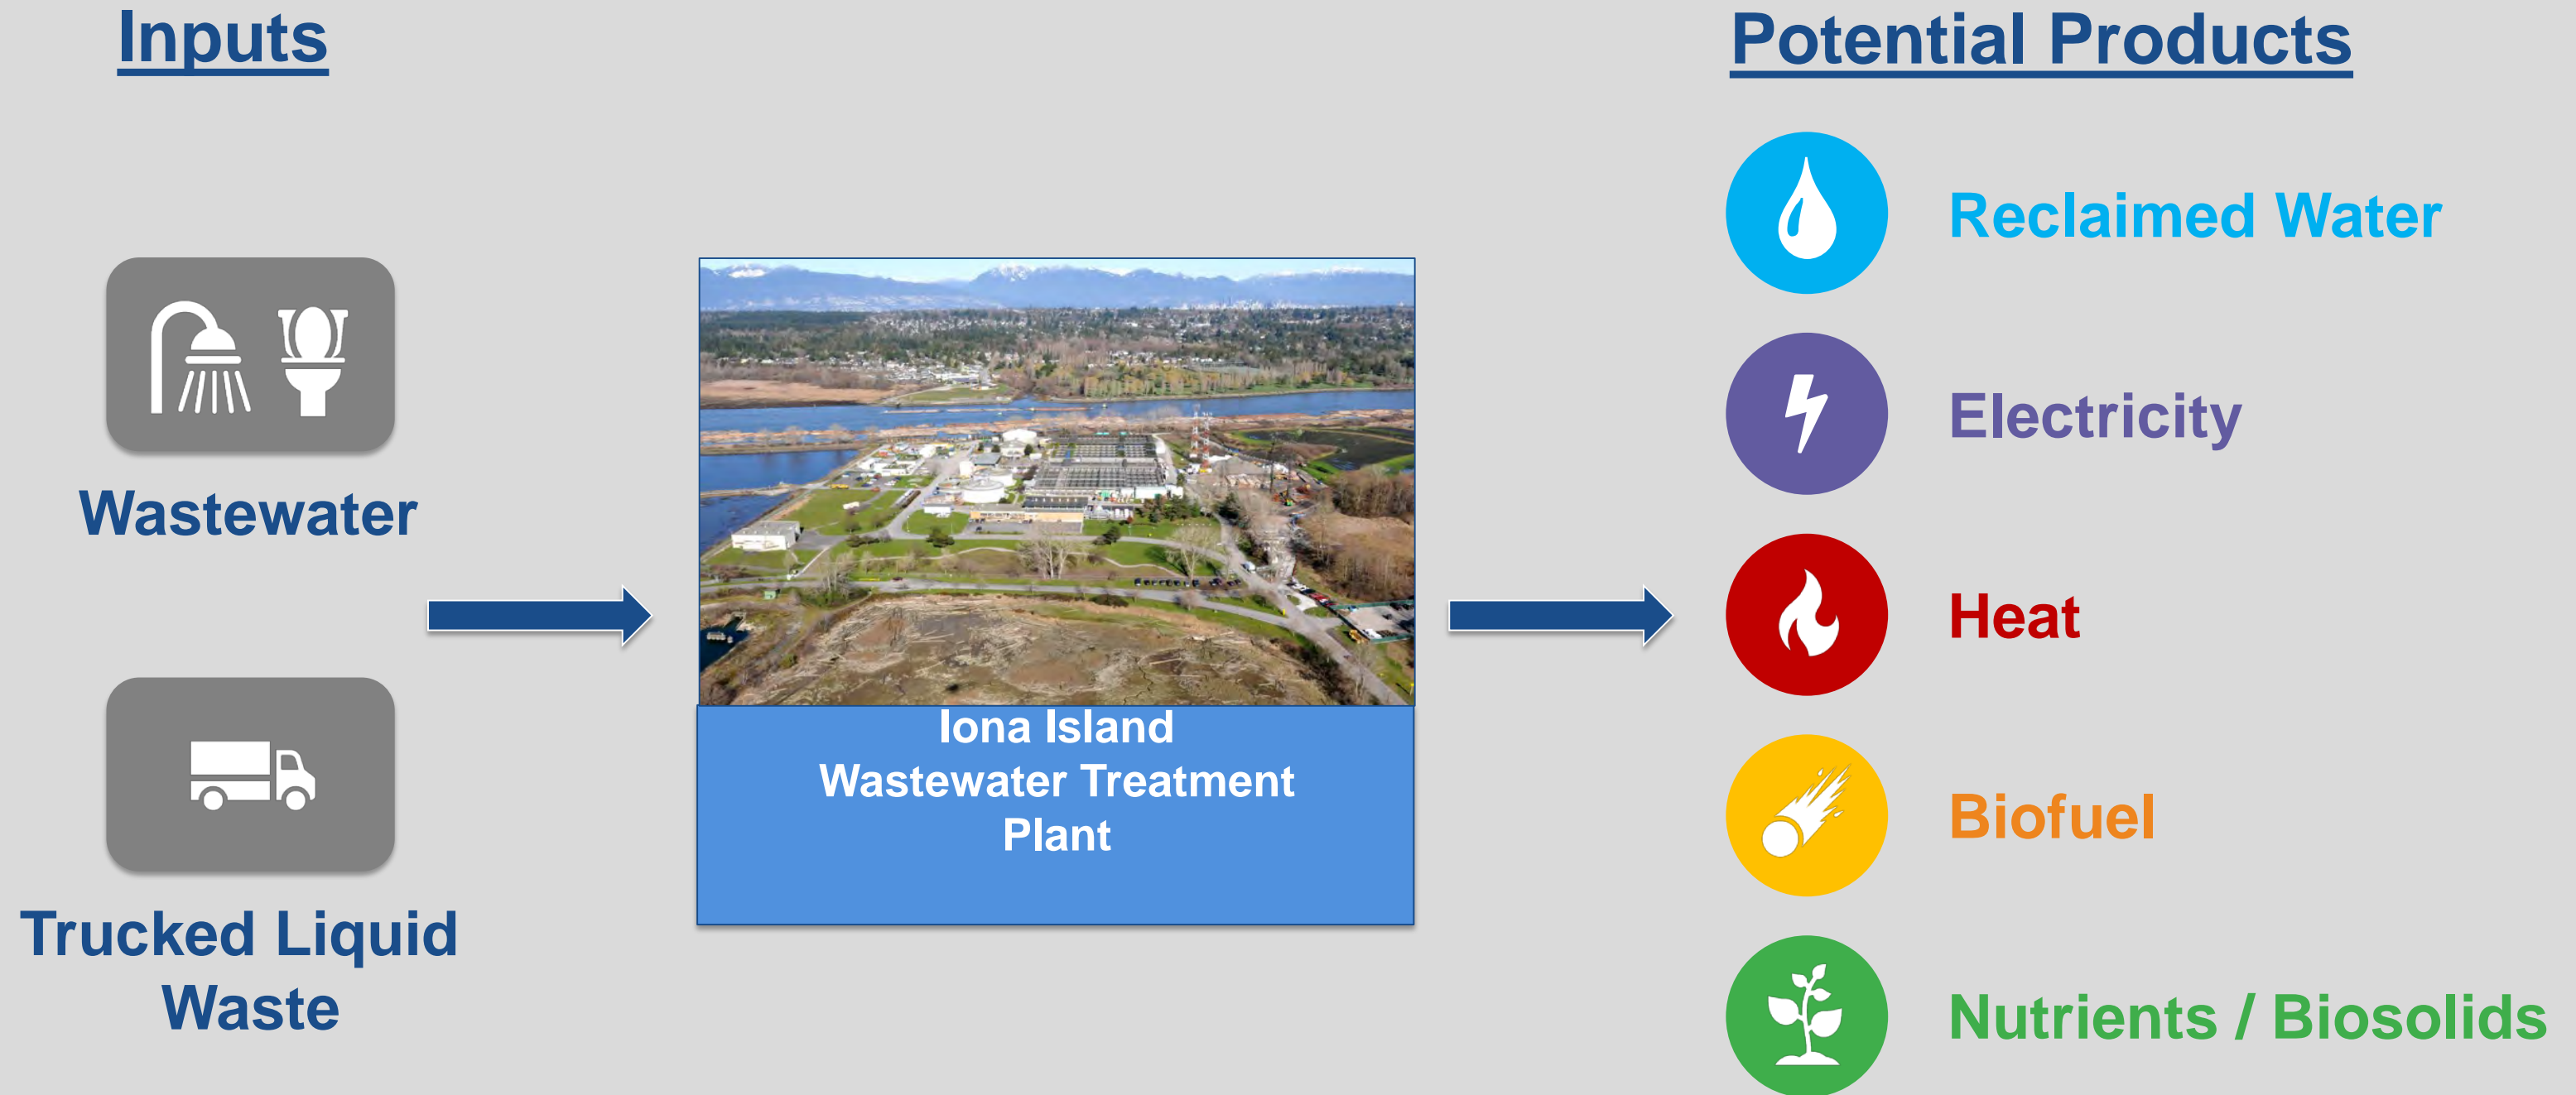 Inputs
Wastewater
Trucked Liquid
Waste
Iona Island
Wastewater Treatment
Plant
Potential Products
Reclaimed Water
Electricity
Heat
Biofuel
Nutrients / Biosolids